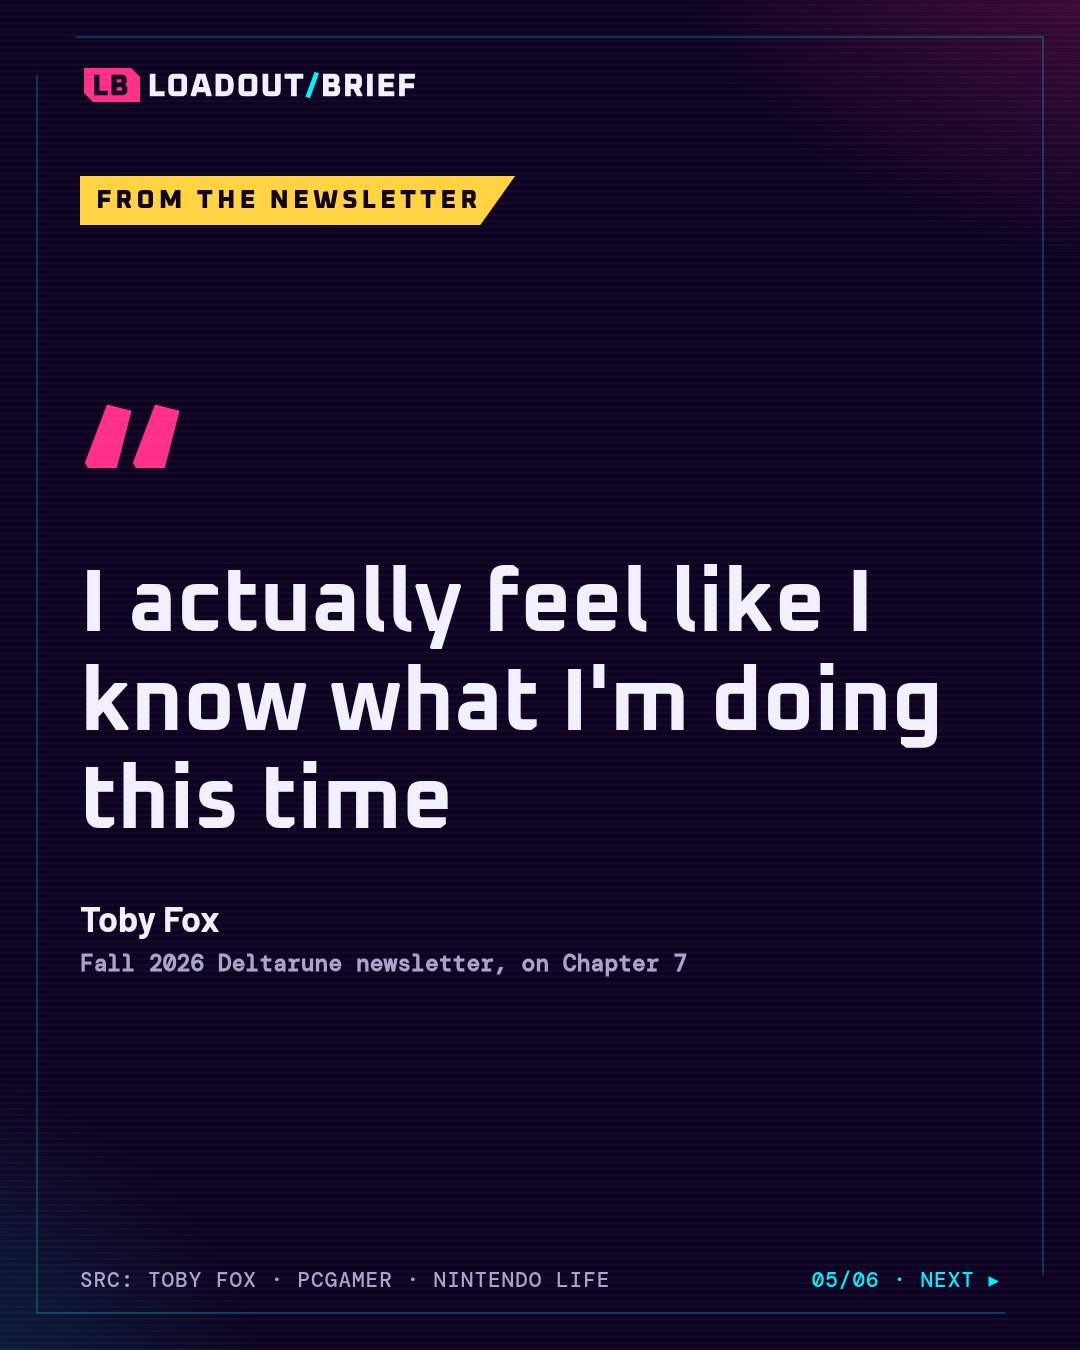 LB LOADOUT/BRIEF
FROM THE NEWSLETTER
"
I actually feel like I
know what I'm doing
this time
Toby Fox
Fall 2026 Deltarune newsletter, on Chapter 7
SRC: TOBY FOX · PCGAMER · NINTENDO LIFE
05/06 · NEXT ▸